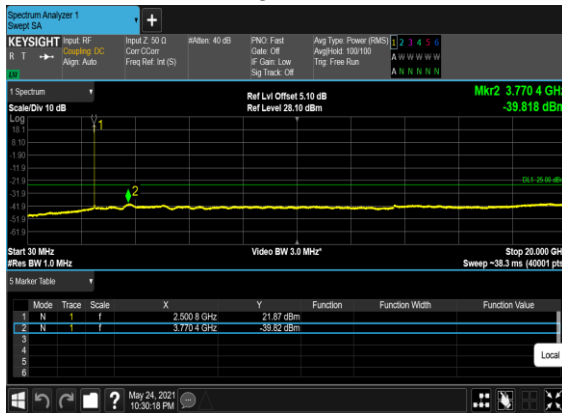 Spectrum Analyzer 1
Swept SA
KEYSIGHT Input: RF Input Z: 50 Ω #Atten: 40 dB PNO: Fast Avg Type: Power (RMS) 1 2 3 4 5 6
R T Coupling: DC Corr CCorr Gate: Off Avg|Hold: 100/100 A W W W W W
Align: Auto Freq Ref: Int (S) IF Gain: Low Trig: Free Run
LXI Sig Track: Off A N N N N N
1 Spectrum Ref Lvl Offset 5.10 dB Mkr2 3.770 4 GHz
Scale/Div 10 dB Ref Level 28.10 dBm -39.818 dBm
Log
18.1
8.10
-1.90
-11.9
-21.9
-31.9
-41.9
-51.9
-61.9
1
2
DL1 -25.00 dBm
Start 30 MHz Video BW 3.0 MHz* Stop 20.000 GHz
#Res BW 1.0 MHz Sweep ~38.3 ms (40001 pts)
5 Marker Table
Mode Trace Scale X Y Function Function Width Function Value
1 N 1 f 2.500 8 GHz 21.87 dBm
2 N 1 f 3.770 4 GHz -39.82 dBm
3
4
5
6
Local
? May 24, 2021
10:30:18 PM